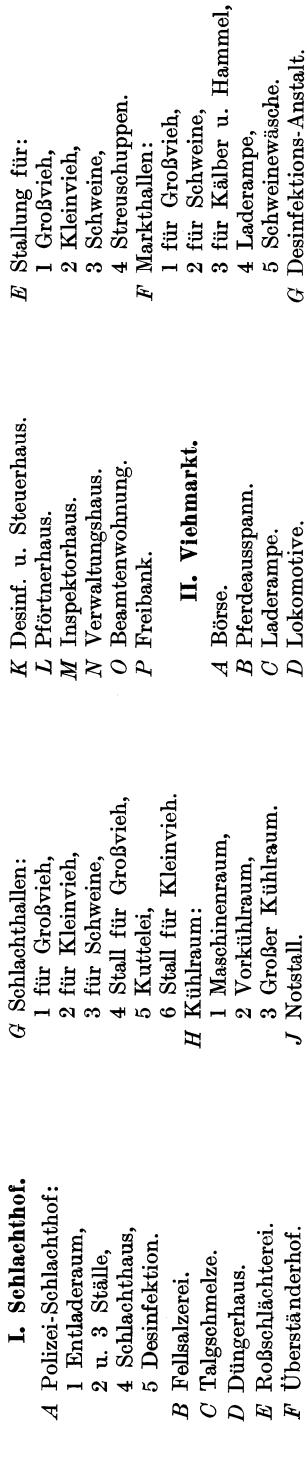 I. Schlachthof.
A Polizei-Schlachthof:
1 Entladeraum,
2 u. 3 Ställe,
4 Schlachthaus,
5 Desinfektion.
B Fellsalzerei.
C Talgschmelze.
D Düngerhaus.
E Roßschlächterei.
F Überständerhof.
G Schlachthallen:
1 für Großvieh,
2 für Kleinvieh,
3 für Schweine,
4 Stall für Großvieh,
5 Kuttelei,
6 Stall für Kleinvieh.
H Kühlraum:
1 Maschinenraum,
2 Vorkühlraum,
3 Großer Kühlraum.
J Notstall.
K Desinf. u. Steuerhaus.
L Pförtnerhaus.
M Inspektorhaus.
N Verwaltungshaus.
O Beamtenwohnung.
P Freibank.
II. Viehmarkt.
A Börse.
B Pferdeausspann.
C Laderampe.
D Lokomotive.
E Stallung für:
1 Großvieh,
2 Kleinvieh,
3 Schweine,
4 Streuschuppen.
F Markthallen:
1 für Großvieh,
2 für Schweine,
3 für Kälber u. Hammel,
4 Laderampe,
5 Schweinewäsche.
G Desinfektions-Anstalt.